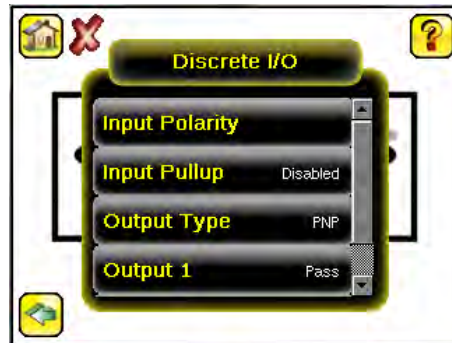 ?
Discrete I/O
Input Polarity
Input Pullup Disabled
Output Type PNP
Output 1 Pass